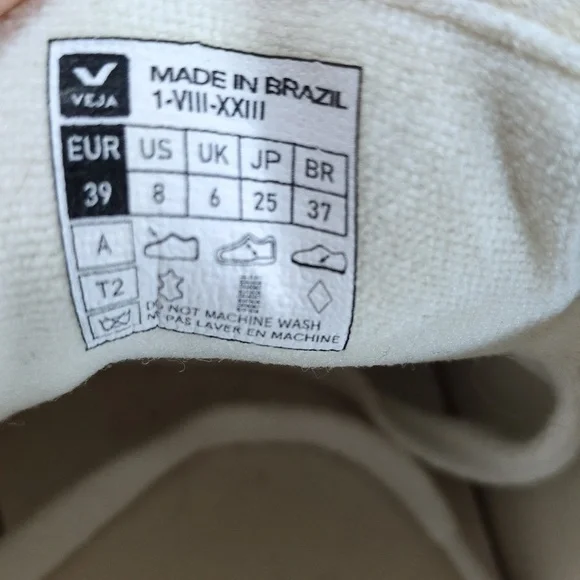 VEJA
MADE IN BRAZIL
1-VIII-XXIII
EUR US UK JP BR
39 8 6 25 37
A
T2
DO NOT MACHINE WASH
NE PAS LAVER EN MACHINE